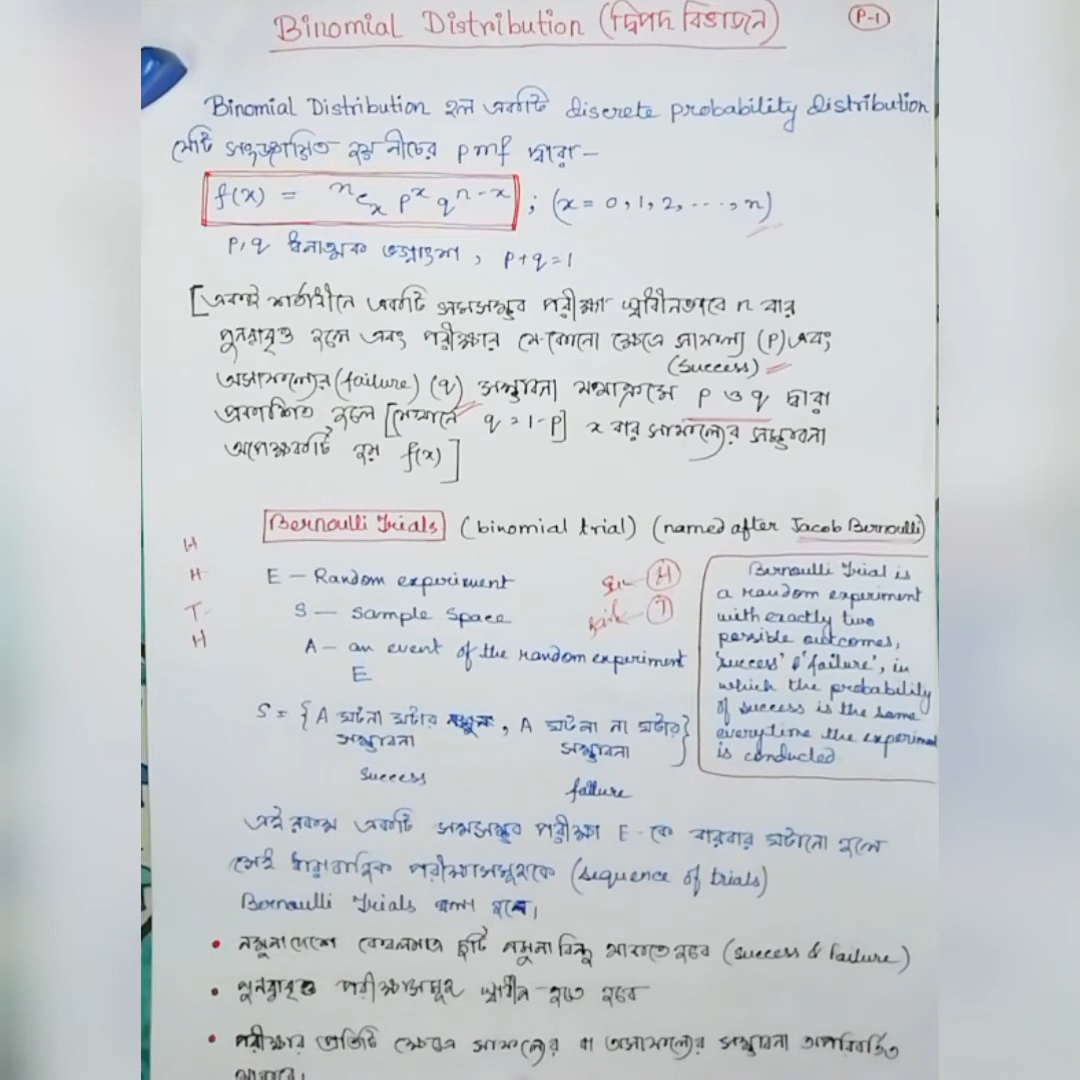 Binomial Distribution (দ্বিপদ বিভাজন)
P-1
Binomial Distribution হল একটি discrete probability distribution
যেটি সংজ্ঞায়িত হয় নীচের pmf দ্বারা -
f(x) = ⁿCₓ pˣ qⁿ⁻ˣ ; (x = 0, 1, 2, ..., n)
p, q ধনাত্মক ভগ্নাংশ, p+q=1
[একই শর্তাধীনে একটি সমসম্ভব পরীক্ষা স্বাধীনভাবে n বার
পুনরাবৃত্ত হলে এবং পরীক্ষার যে-কোনো ক্ষেত্রে সাফল্য (p) এবং
(success)
অসাফল্যের (failure) (q) সম্ভাবনা যথাক্রমে p ও q দ্বারা
প্রকাশিত হলে [যেখানে q = 1-p] x বার সাফল্যের সম্ভাবনা
অপেক্ষকটি হয় f(x)]
Bernoulli Trials (binomial trial) (named after Jacob Bernoulli)
H
H
T
H
E – Random experiment
S – Sample Space
A – an event of the random experiment
E
H
fail T
S = {A ঘটনা ঘটার , A ঘটনা না ঘটার}
সম্ভাবনা সম্ভাবনা
success failure
Bernoulli Trial is
a random experiment
with exactly two
possible outcomes,
'success' & 'failure', in
which the probability
of success is the same
everytime the experiment
is conducted
এই রকম একটি সমসম্ভব পরীক্ষা E-কে বারবার ঘটানো হলে
সেই ধারাবাহিক পরীক্ষাসমূহকে (sequence of trials)
Bernoulli Trials বলা হবে।
• নমুনাদেশে কেবলমাত্র দুটি নমুনা বিন্দু থাকতে হবে (success & failure)
• পুনরাবৃত্ত পরীক্ষাসমূহ স্বাধীন হতে হবে
• পরীক্ষার প্রতিটি ক্ষেত্রে সাফল্যের বা অসাফল্যের সম্ভাবনা অপরিবর্তিত
থাকবে।